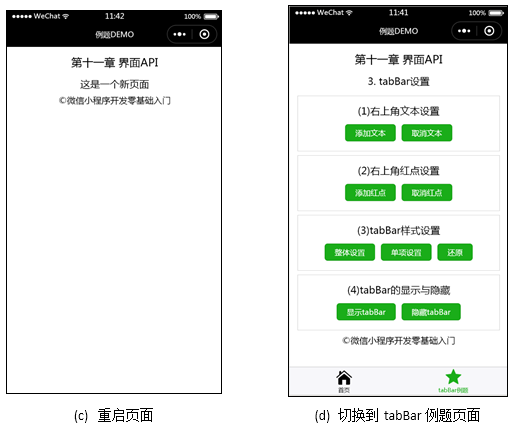 ●●●●● WeChat 11:42 100%
例题DEMO
第十一章 界面API
这是一个新页面
©微信小程序开发零基础入门
(c) 重启页面
●●●●● WeChat 11:41 100%
例题DEMO
第十一章 界面API
3. tabBar设置
(1)右上角文本设置
添加文本 取消文本
(2)右上角红点设置
添加红点 取消红点
(3)tabBar样式设置
整体设置 单项设置 还原
(4)tabBar的显示与隐藏
显示tabBar 隐藏tabBar
©微信小程序开发零基础入门
首页 tabBar例题
(d) 切换到 tabBar 例题页面